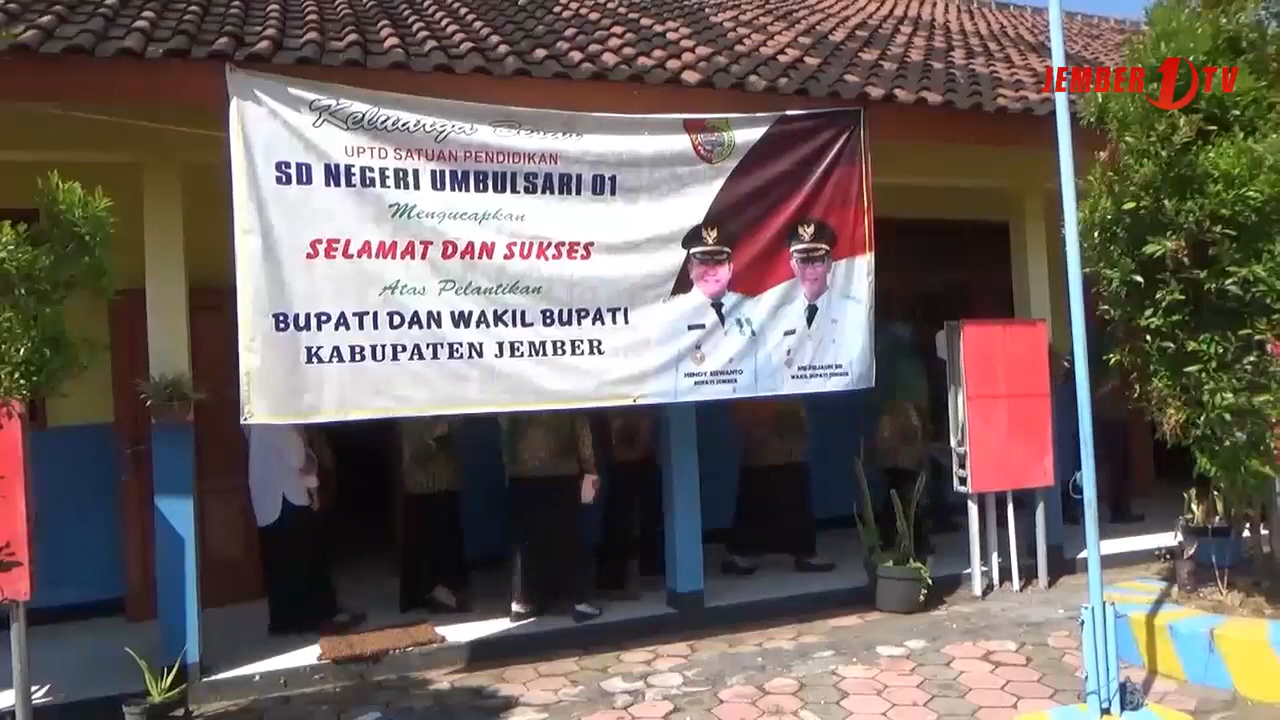 JEMBER 1 TV
Keluarga Besar
UPTD SATUAN PENDIDIKAN
SD NEGERI UMBULSARI 01
Mengucapkan
SELAMAT DAN SUKSES
Atas Pelantikan
BUPATI DAN WAKIL BUPATI
KABUPATEN JEMBER
HENDY SISWANTO
BUPATI JEMBER
WAKIL BUPATI JEMBER